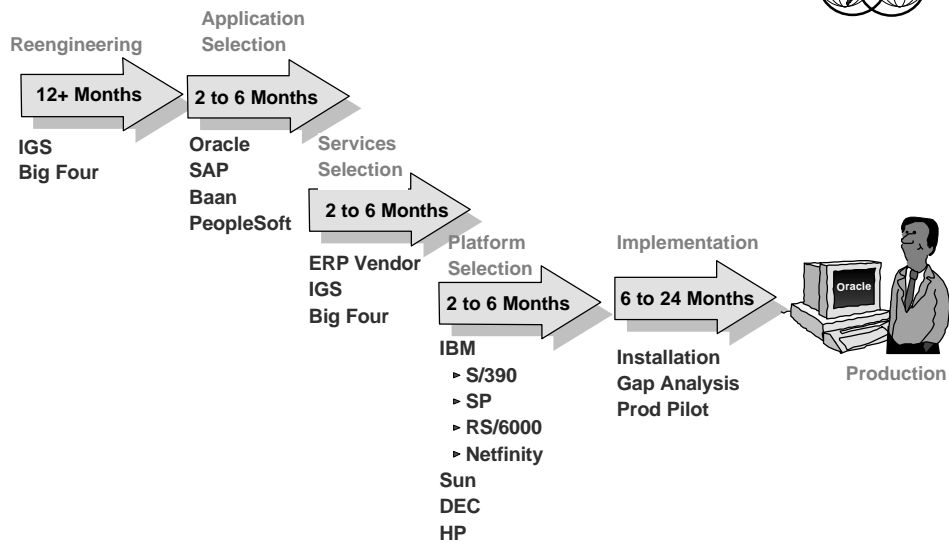 Reengineering
12+ Months
IGS
Big Four
Application
Selection
2 to 6 Months
Oracle
SAP
Baan
PeopleSoft
Services
Selection
2 to 6 Months
ERP Vendor
IGS
Big Four
Platform
Selection
2 to 6 Months
IBM
▸ S/390
▸ SP
▸ RS/6000
▸ Netfinity
Sun
DEC
HP
Implementation
6 to 24 Months
Installation
Gap Analysis
Prod Pilot
Oracle
Production